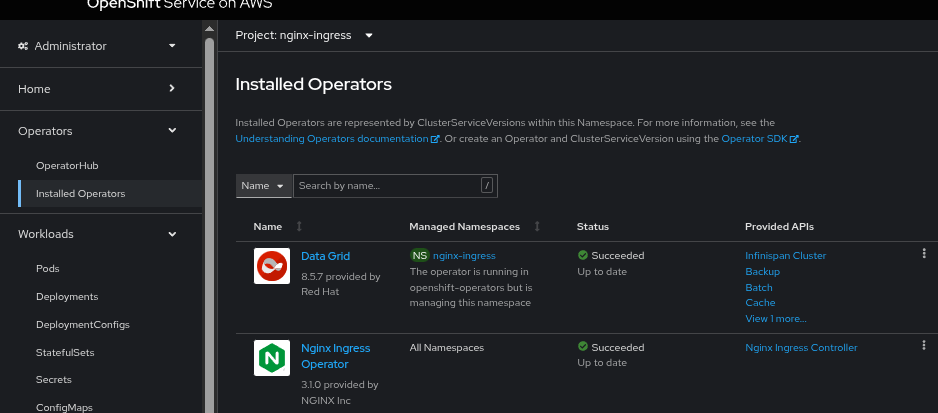 OpenShift Service on AWS
Administrator
Home
Operators
OperatorHub
Installed Operators
Workloads
Pods
Deployments
DeploymentConfigs
StatefulSets
Secrets
ConfigMaps
Project: nginx-ingress
Installed Operators
Installed Operators are represented by ClusterServiceVersions within this Namespace. For more information, see the
Understanding Operators documentation. Or create an Operator and ClusterServiceVersion using the Operator SDK.
Name Search by name... /
Name Managed Namespaces Status Provided APIs
Data Grid
8.5.7 provided by
Red Hat
NS nginx-ingress
The operator is running in
openshift-operators but is
managing this namespace
Succeeded
Up to date
Infinispan Cluster
Backup
Batch
Cache
View 1 more...
N
Nginx Ingress
Operator
3.1.0 provided by
NGINX Inc
All Namespaces
Succeeded
Up to date
Nginx Ingress Controller